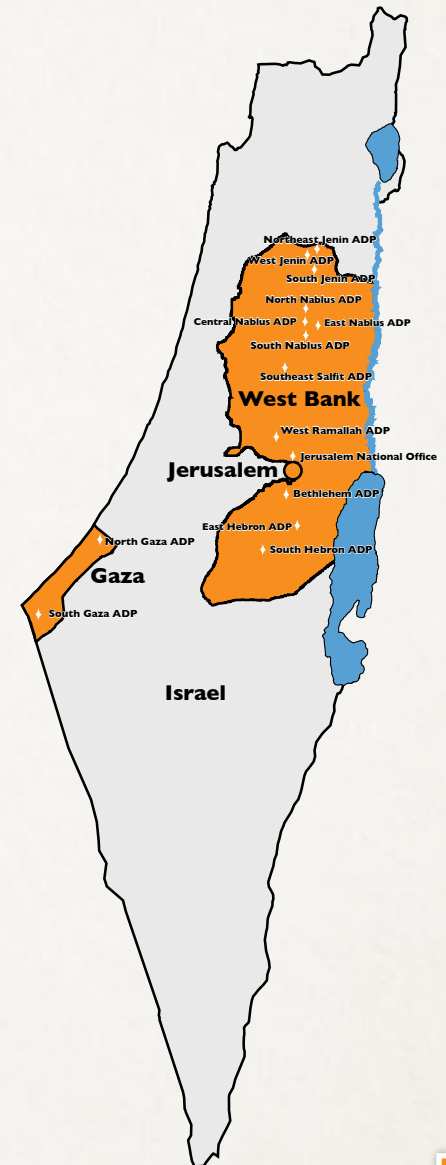 Northeast Jenin ADP
West Jenin ADP
South Jenin ADP
North Nablus ADP
Central Nablus ADP
East Nablus ADP
South Nablus ADP
Southeast Salfit ADP
West Bank
West Ramallah ADP
Jerusalem National Office
Jerusalem
Bethlehem ADP
East Hebron ADP
North Gaza ADP
South Hebron ADP
Gaza
South Gaza ADP
Israel